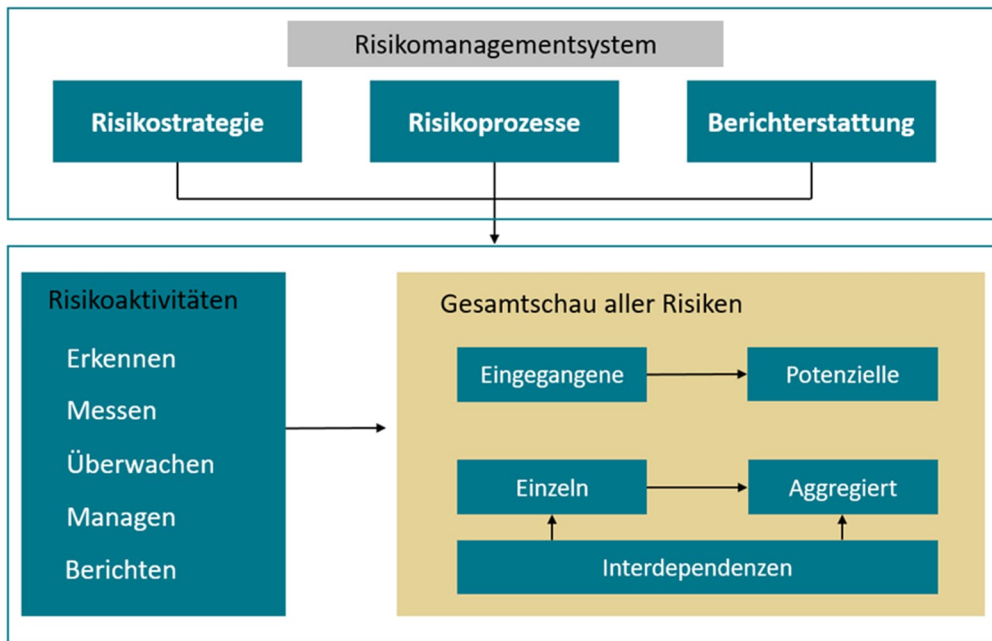 Risikomanagementsystem
Risikostrategie
Risikoprozesse
Berichterstattung
Risikoaktivitäten
Erkennen
Messen
Überwachen
Managen
Berichten
Gesamtschau aller Risiken
Eingegangene
Potenzielle
Einzeln
Aggregiert
Interdependenzen